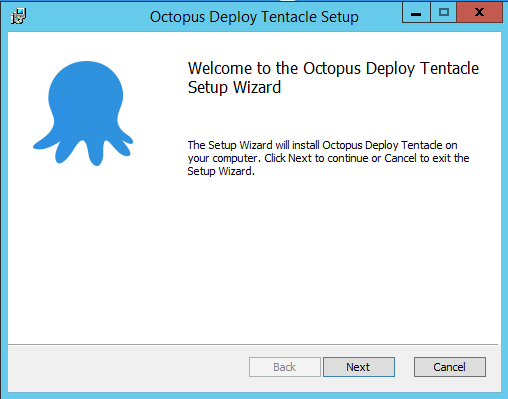 Octopus Deploy Tentacle Setup
Welcome to the Octopus Deploy Tentacle
Setup Wizard
The Setup Wizard will install Octopus Deploy Tentacle on
your computer. Click Next to continue or Cancel to exit the
Setup Wizard.
Back Next Cancel